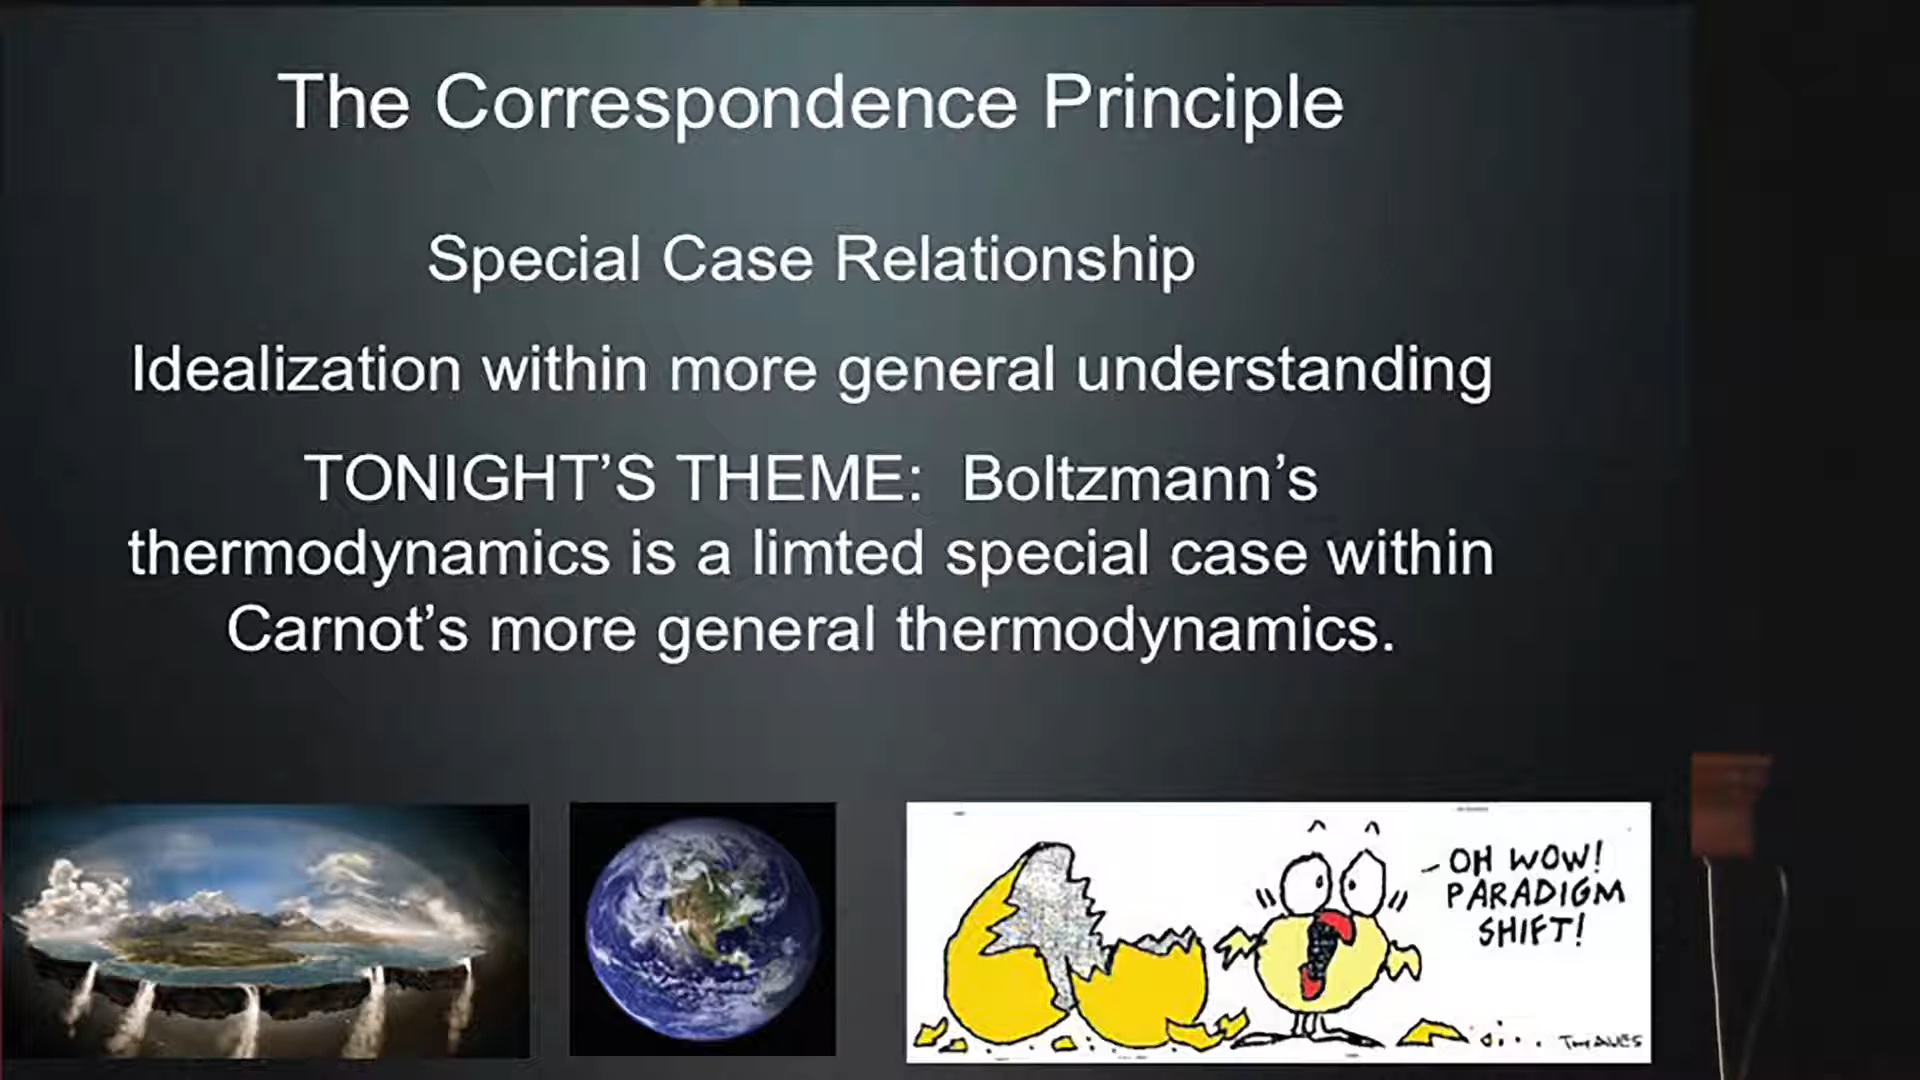 The Correspondence Principle
Special Case Relationship
Idealization within more general understanding
TONIGHT’S THEME:  Boltzmann’s
thermodynamics is a limted special case within
Carnot’s more general thermodynamics.
OH WOW!
PARADIGM
SHIFT!
THAVES